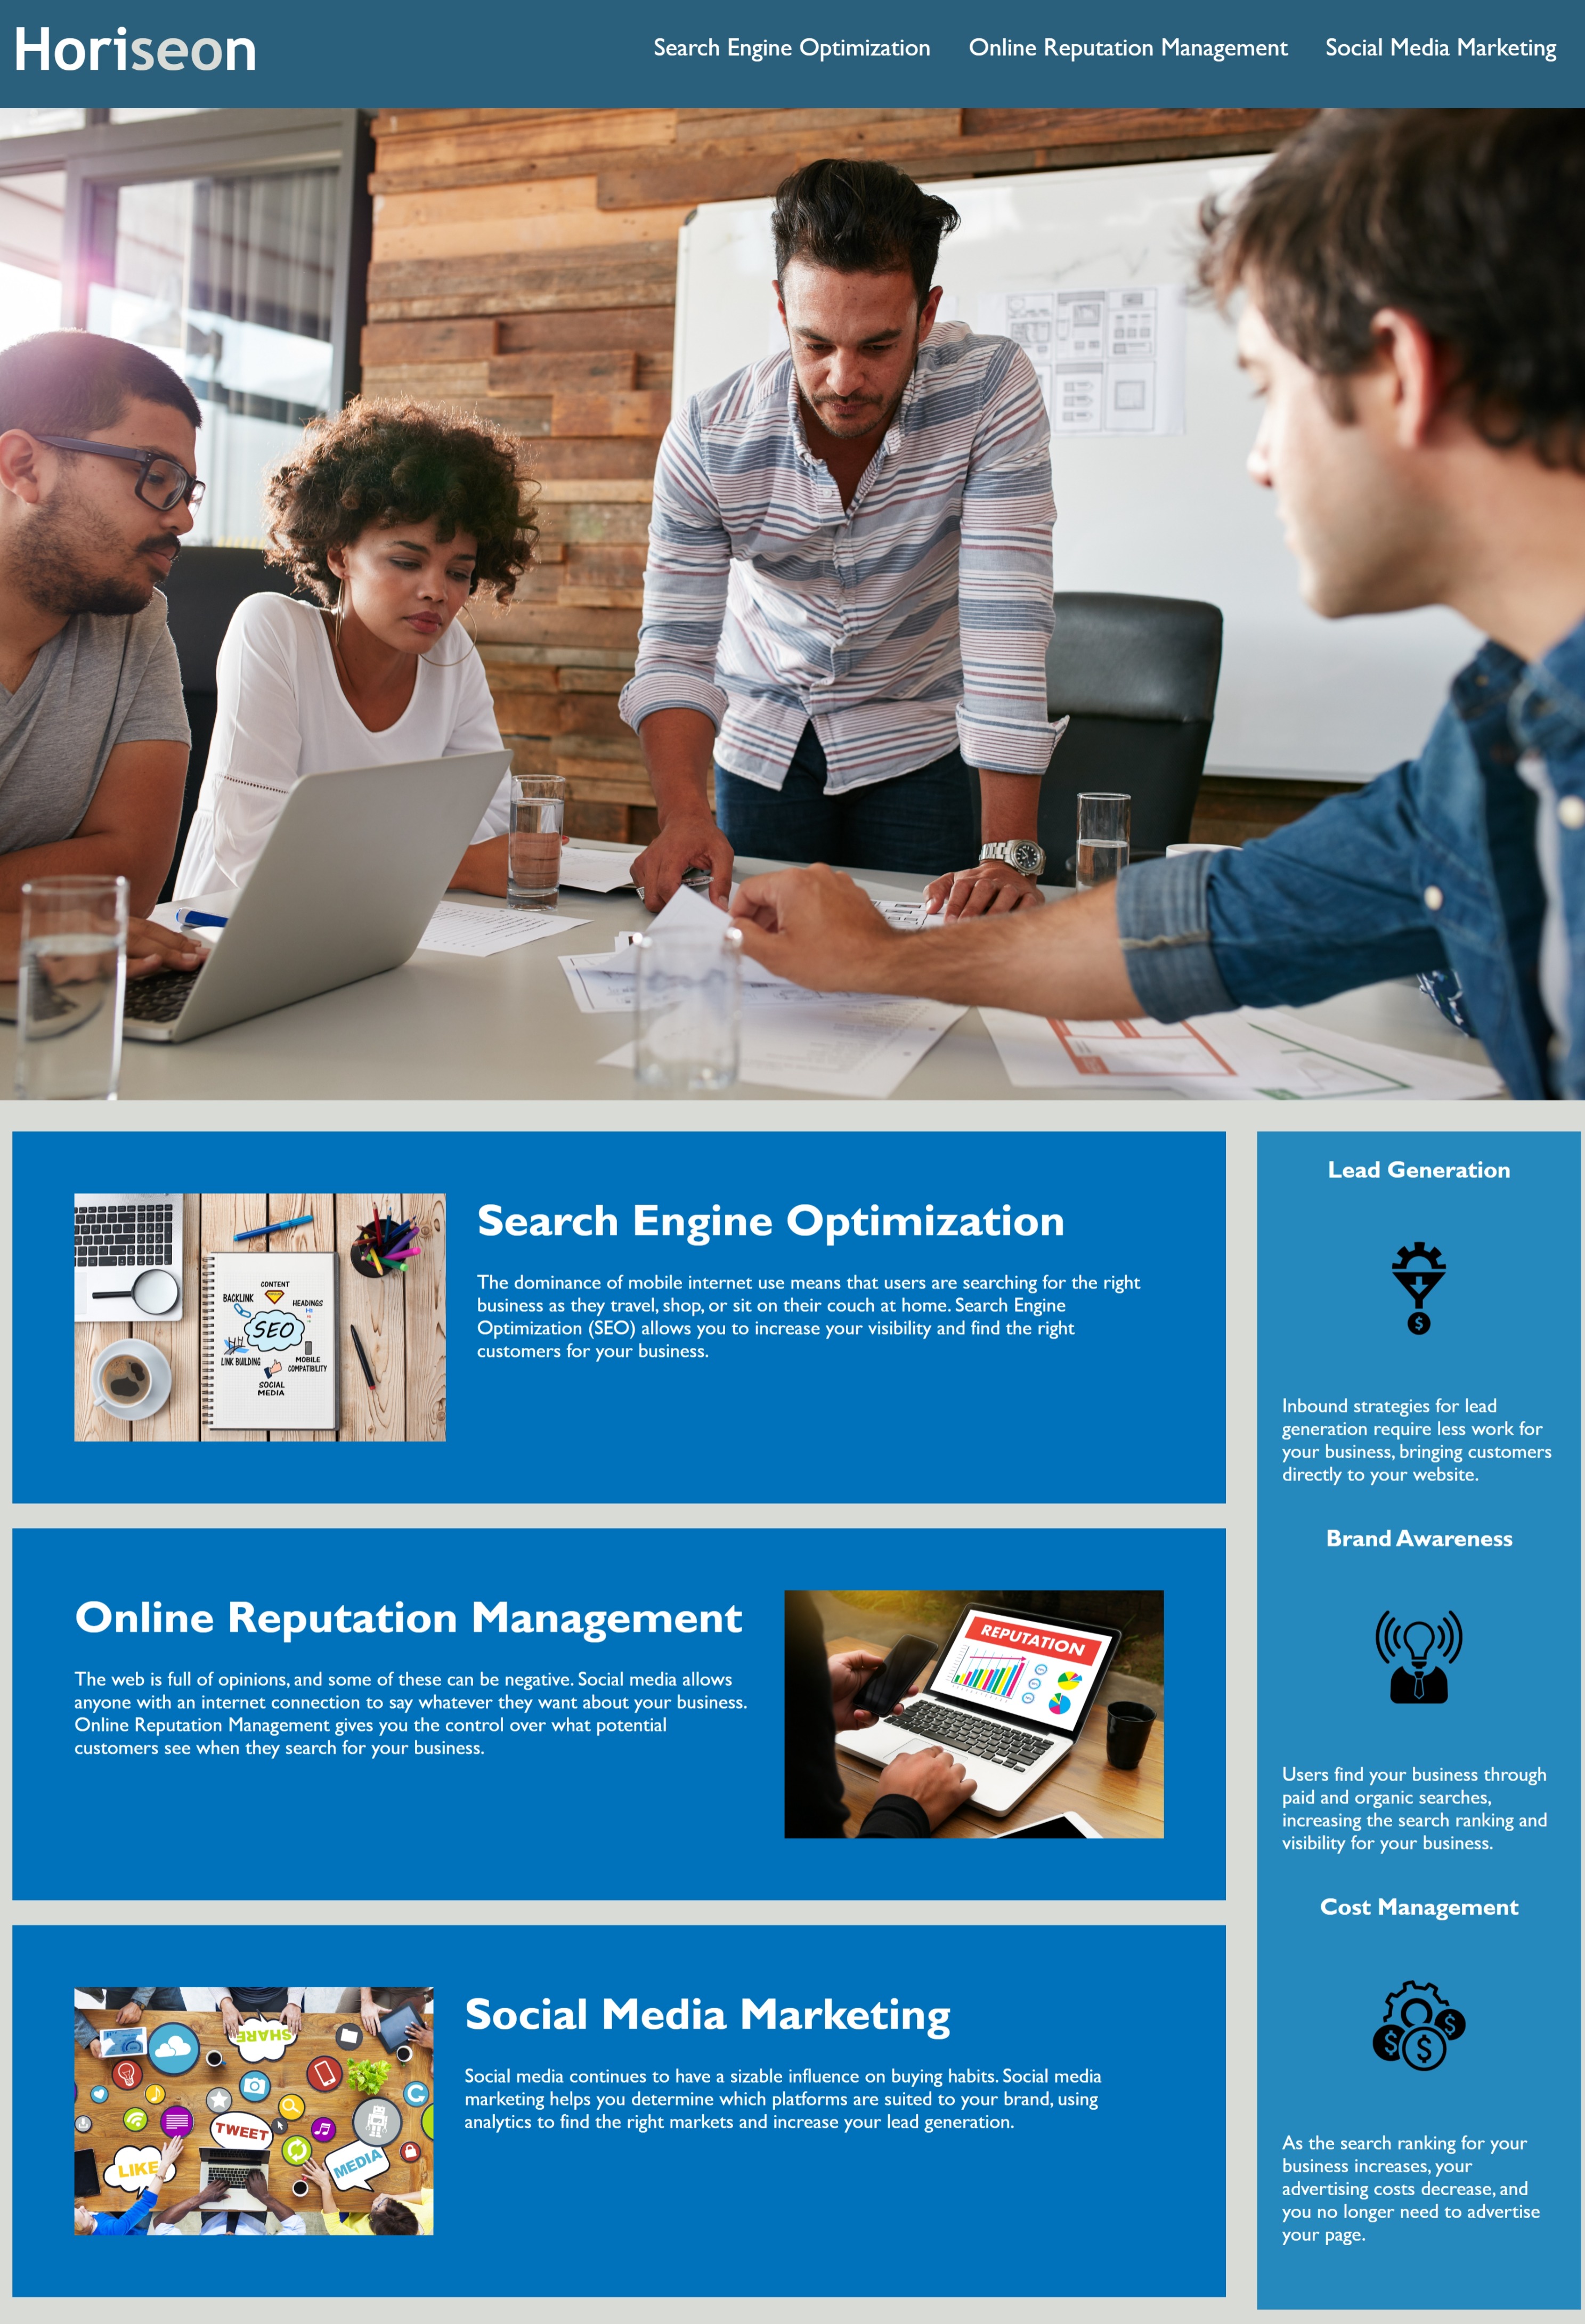 Horiseon
Search Engine Optimization
Online Reputation Management
Social Media Marketing
CONTENT
BACKLINK
HEADINGS
H1
SEO
LINK BUILDING
MOBILE
COMPATIBILITY
SOCIAL
MEDIA
Search Engine Optimization
The dominance of mobile internet use means that users are searching for the right
business as they travel, shop, or sit on their couch at home. Search Engine
Optimization (SEO) allows you to increase your visibility and find the right
customers for your business.
Online Reputation Management
The web is full of opinions, and some of these can be negative. Social media allows
anyone with an internet connection to say whatever they want about your business.
Online Reputation Management gives you the control over what potential
customers see when they search for your business.
REPUTATION
SHARE
TWEET
LIKE
MEDIA
Social Media Marketing
Social media continues to have a sizable influence on buying habits. Social media
marketing helps you determine which platforms are suited to your brand, using
analytics to find the right markets and increase your lead generation.
Lead Generation
$
Inbound strategies for lead
generation require less work for
your business, bringing customers
directly to your website.
Brand Awareness
Users find your business through
paid and organic searches,
increasing the search ranking and
visibility for your business.
Cost Management
$ $ $
As the search ranking for your
business increases, your
advertising costs decrease, and
you no longer need to advertise
your page.